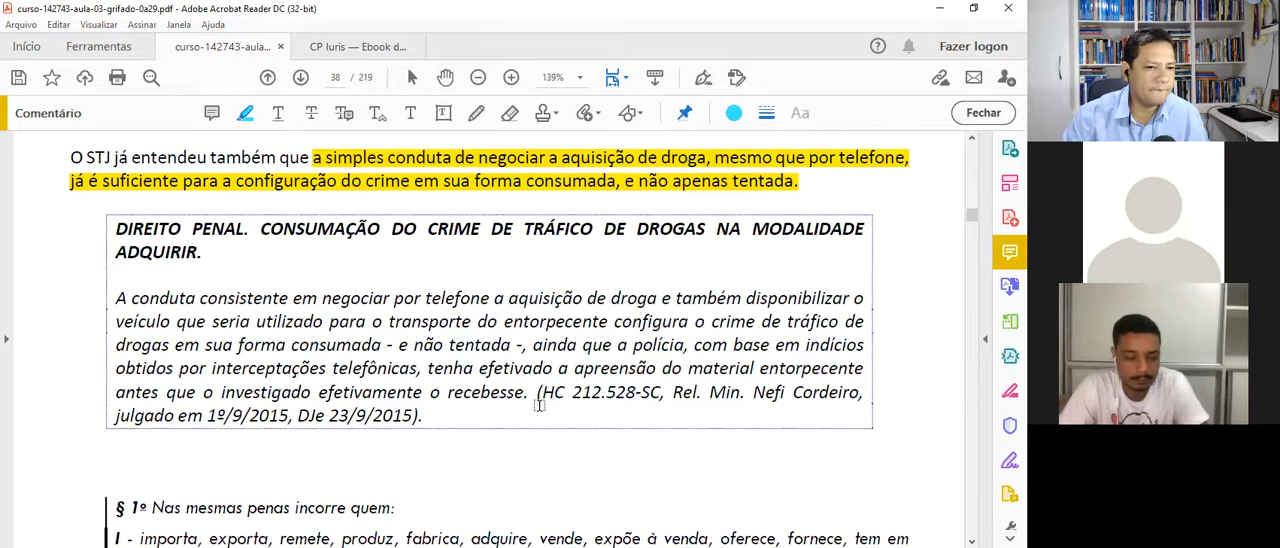 curso-142743-aula-03-grifado-0a29.pdf - Adobe Acrobat Reader DC (32-bit)
Arquivo Editar Visualizar Assinar Janela Ajuda
Início Ferramentas curso-142743-aula... × CP Iuris — Ebook d... Fazer logon
38 / 219 139%
Comentário Aa Fechar
O STJ já entendeu também que a simples conduta de negociar a aquisição de droga, mesmo que por telefone,
já é suficiente para a configuração do crime em sua forma consumada, e não apenas tentada.
DIREITO PENAL. CONSUMAÇÃO DO CRIME DE TRÁFICO DE DROGAS NA MODALIDADE
ADQUIRIR.
A conduta consistente em negociar por telefone a aquisição de droga e também disponibilizar o
veículo que seria utilizado para o transporte do entorpecente configura o crime de tráfico de
drogas em sua forma consumada - e não tentada -, ainda que a polícia, com base em indícios
obtidos por interceptações telefônicas, tenha efetivado a apreensão do material entorpecente
antes que o investigado efetivamente o recebesse. (HC 212.528-SC, Rel. Min. Nefi Cordeiro,
julgado em 1º/9/2015, DJe 23/9/2015).
§ 1º Nas mesmas penas incorre quem:
I - importa, exporta, remete, produz, fabrica, adquire, vende, expõe à venda, oferece, fornece, tem em